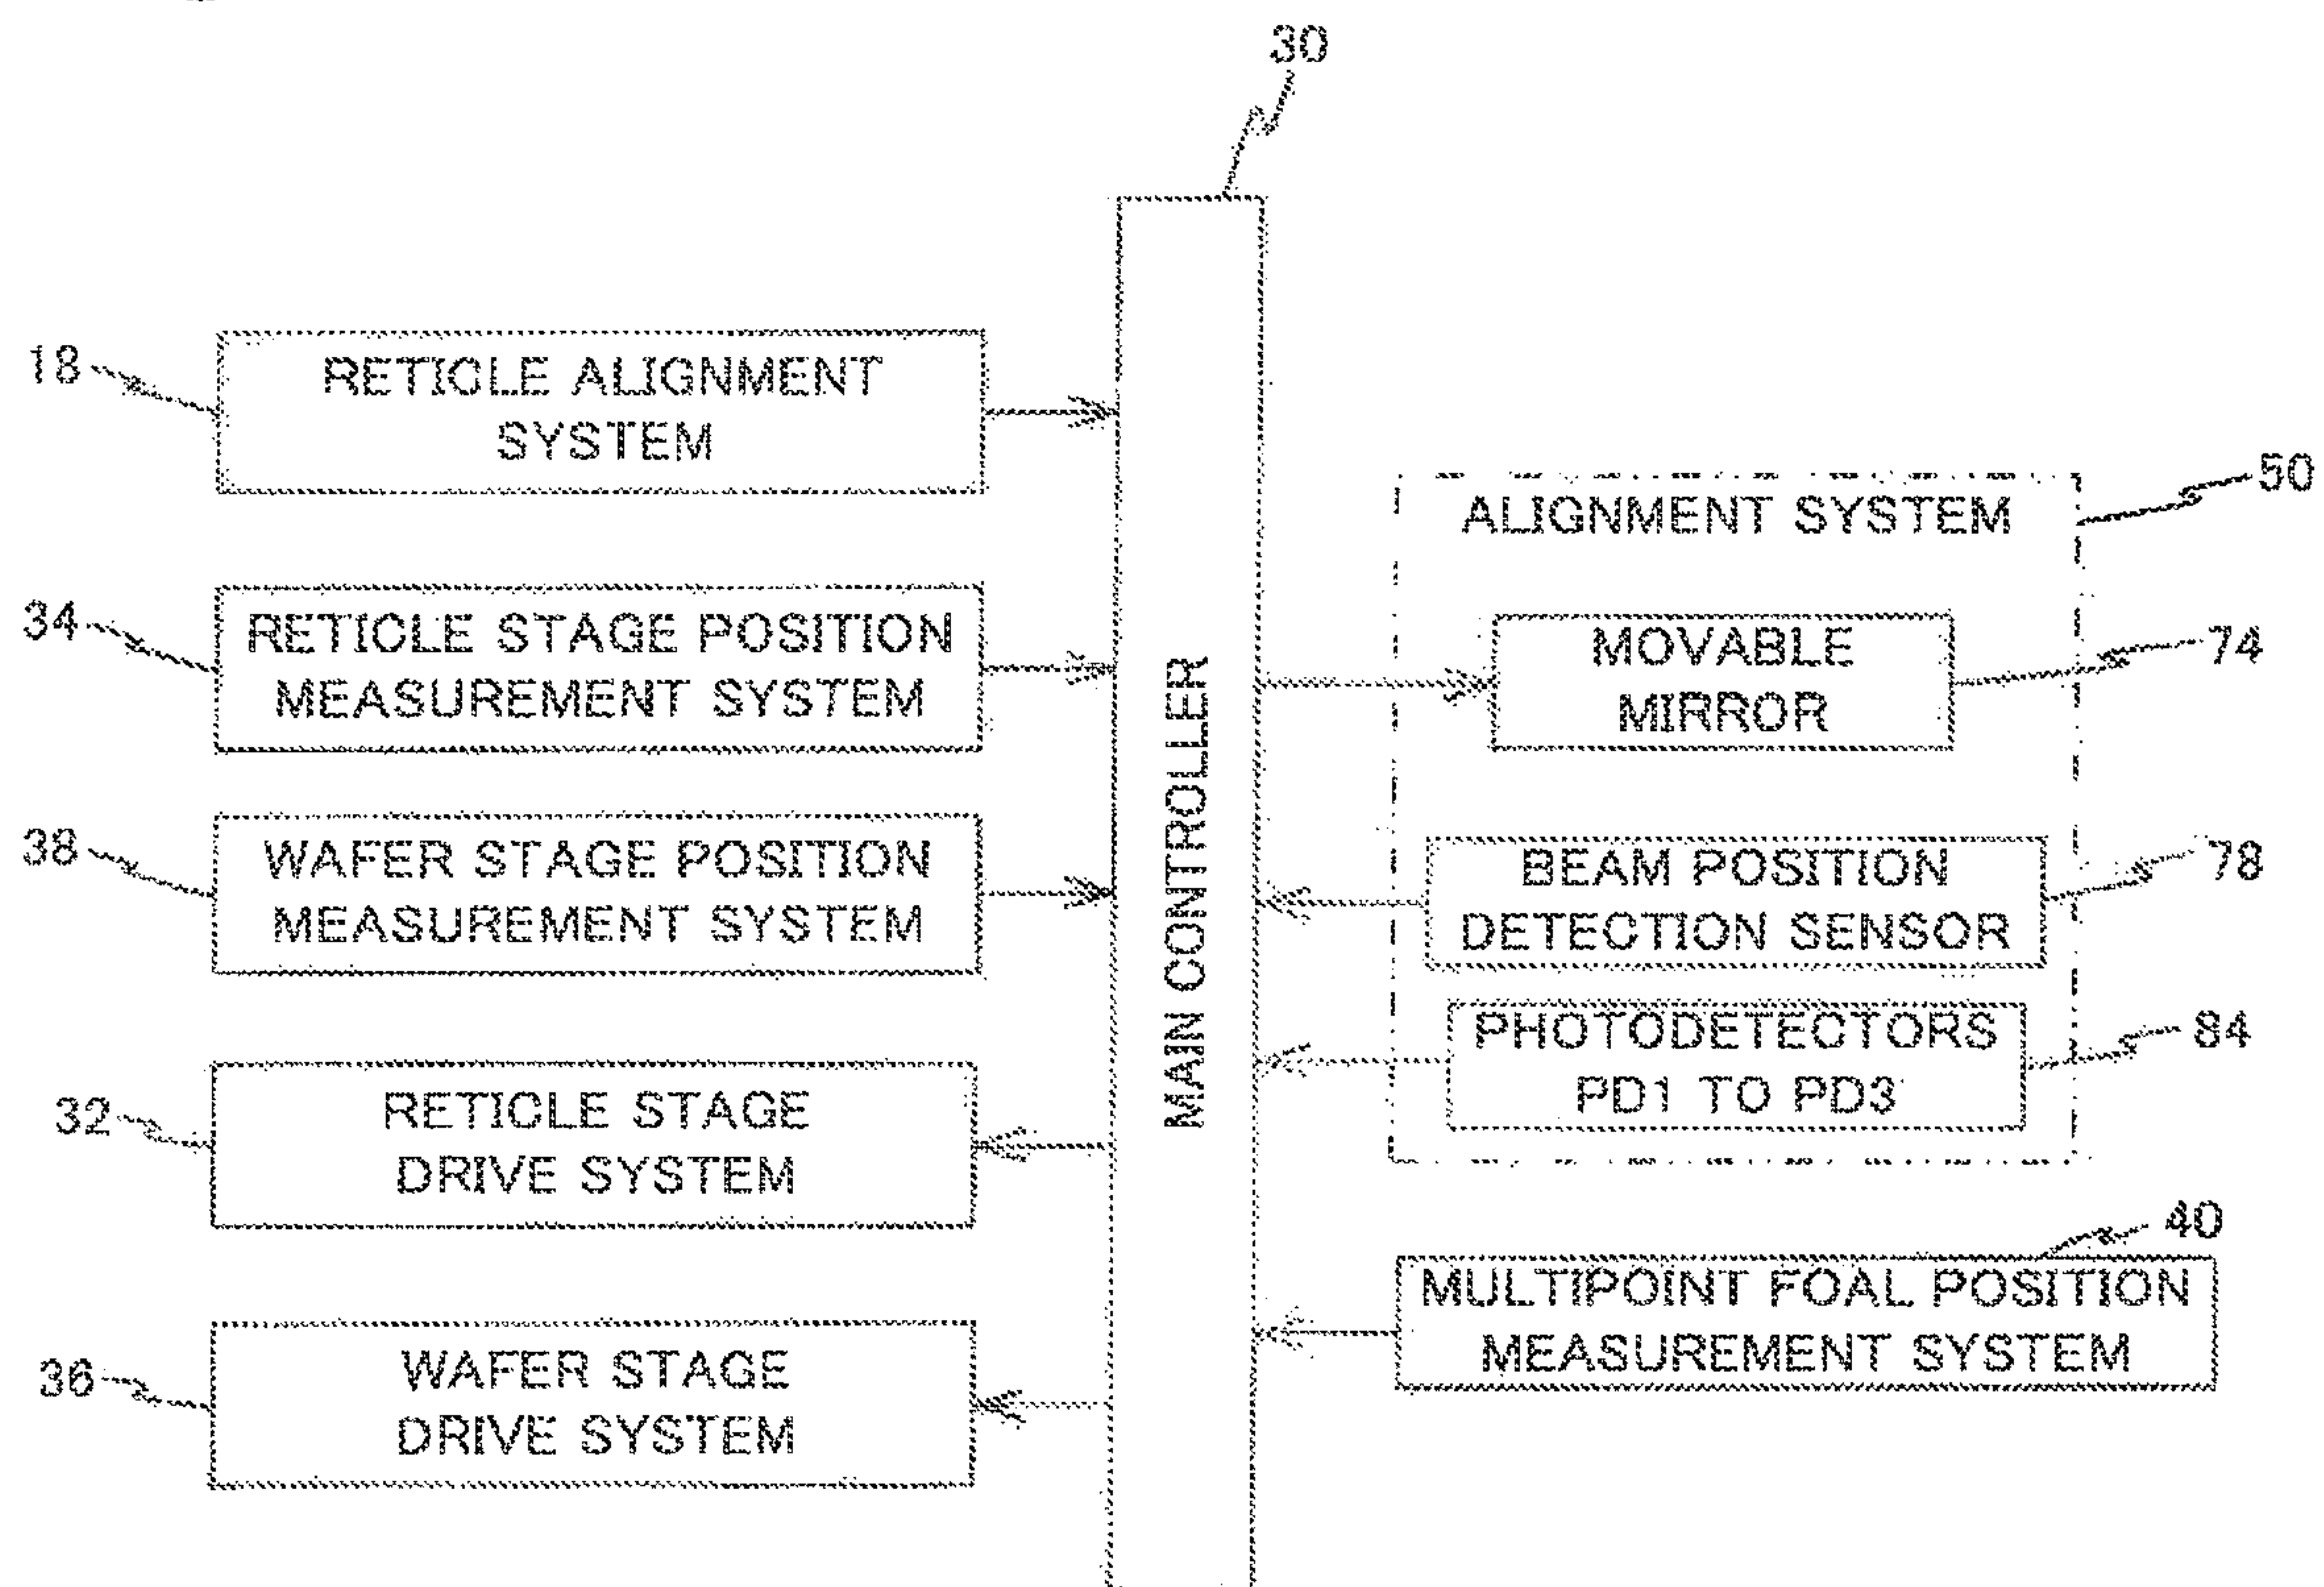 30
18
RETICLE ALIGNMENT
SYSTEM
34
RETICLE STAGE POSITION
MEASUREMENT SYSTEM
38
WAFER STAGE POSITION
MEASUREMENT SYSTEM
32
RETICLE STAGE
DRIVE SYSTEM
36
WAFER STAGE
DRIVE SYSTEM
MAIN CONTROLLER
ALIGNMENT SYSTEM
50
MOVABLE
MIRROR
74
BEAM POSITION
DETECTION SENSOR
78
PHOTODETECTORS
PD1 TO PD3
84
40
MULTIPOINT FOAL POSITION
MEASUREMENT SYSTEM